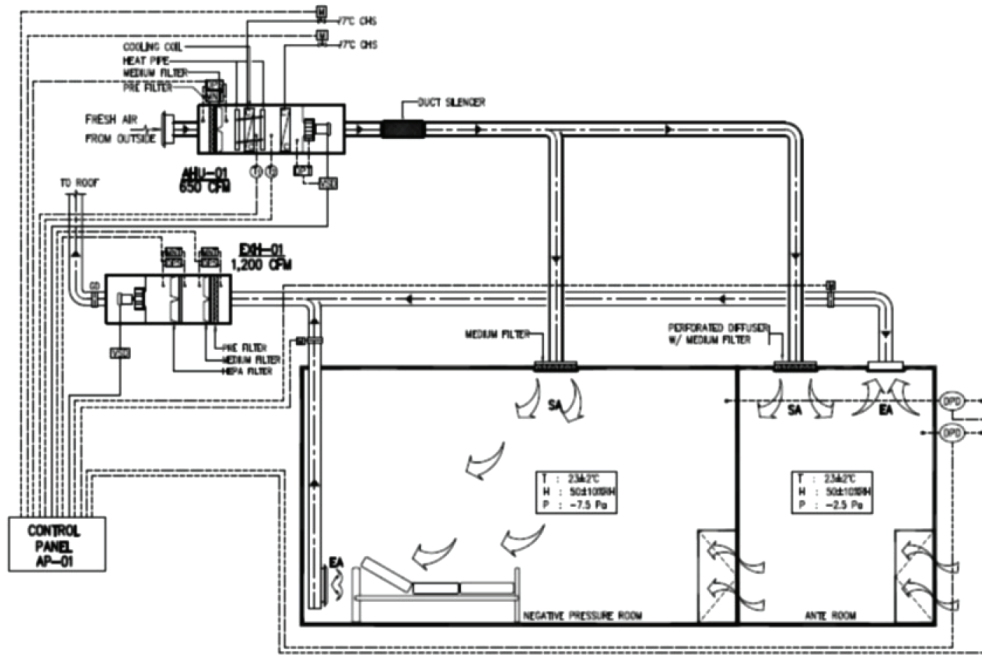 M
7°C CHS
M
7°C CHS
COOLING COIL
HEAT PIPE
MEDIUM FILTER
PRE FILTER
DUCT SILENCER
FRESH AIR
FROM OUTSIDE
AHU-01
650 CFM
DPT
VSD
TO ROOF
EXH-01
1,200 CFM
M
VSD
PRE FILTER
MEDIUM FILTER
HEPA FILTER
MEDIUM FILTER
PERFORATED DIFFUSER
W/ MEDIUM FILTER
SA
SA
EA
DPD
DPD
T : 23±2°C
H : 50±10%RH
P : -7.5 Pa
T : 23±2°C
H : 50±10%RH
P : -2.5 Pa
CONTROL
PANEL
AP-01
EA
NEGATIVE PRESSURE ROOM
ANTE ROOM